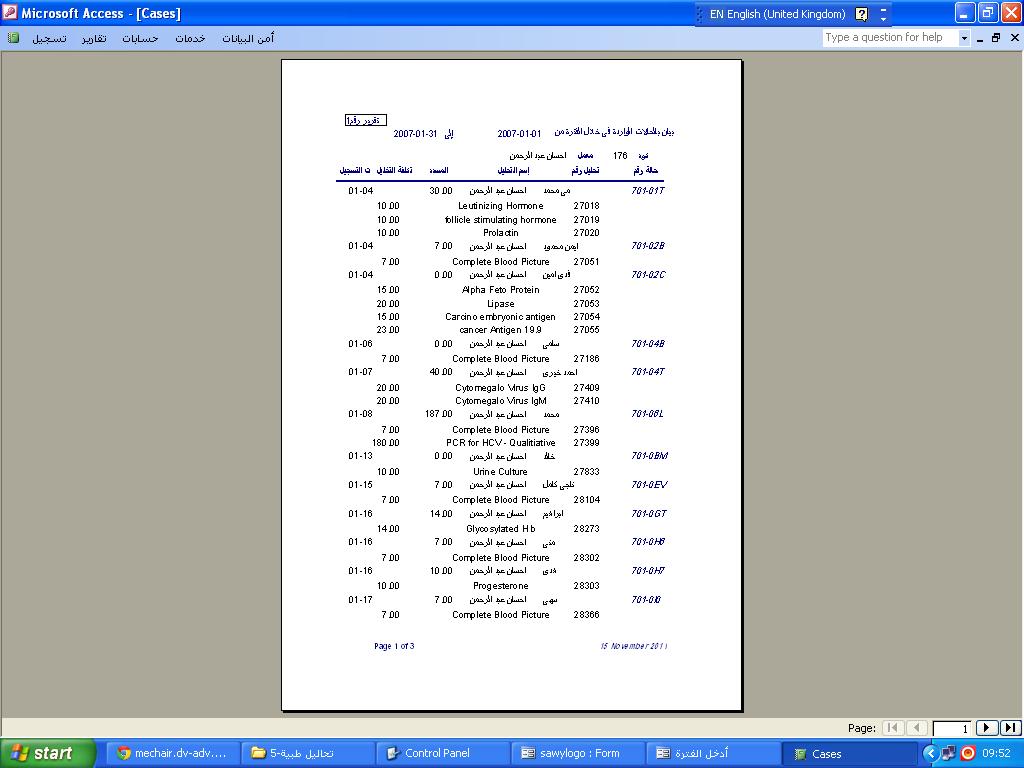 Microsoft Access - [Cases]
EN English (United Kingdom)
تسجيل تقارير حسابات خدمات أمن البيانات
Type a question for help
تقرير رقم1
بيان بالحالات الواردة فى خلال الفترة من 2007-01-01 إلى 2007-01-31
كود 176 معمل احسان عبد الرحمن
حالة رقم تحليل رقم إسم التحليل المسدد تكلفة التحليل ت التسجيل
701-01T مى محمد احسان عبد الرحمن 30.00 01-04
27018 Leutinizing Hormone 10.00
27019 follicle stimulating hormone 10.00
27020 Prolactin 10.00
701-02B ايمن محمود احسان عبد الرحمن 7.00 01-04
27051 Complete Blood Picture 7.00
701-02C فدى امين احسان عبد الرحمن 0.00 01-04
27052 Alpha Feto Protein 15.00
27053 Lipase 20.00
27054 Carcino embryonic antigen 15.00
27055 cancer Antigen 19.9 23.00
701-04B سامى احسان عبد الرحمن 0.00 01-06
27186 Complete Blood Picture 7.00
701-04T احمد خيرى احسان عبد الرحمن 40.00 01-07
27409 Cytomegalo Virus IgG 20.00
27410 Cytomegalo Virus IgM 20.00
701-06L محمد احسان عبد الرحمن 187.00 01-08
27396 Complete Blood Picture 7.00
27399 PCR for HCV - Qualitiative 180.00
701-0BM خالد احسان عبد الرحمن 0.00 01-13
27833 Urine Culture 10.00
701-0EV ناجى كامل احسان عبد الرحمن 7.00 01-15
28104 Complete Blood Picture 7.00
701-0GT ابراهيم احسان عبد الرحمن 14.00 01-16
28273 Glycosylated Hb 14.00
701-0H6 منى احسان عبد الرحمن 7.00 01-16
28302 Complete Blood Picture 7.00
701-0H7 فدى احسان عبد الرحمن 10.00 01-16
28303 Progesterone 10.00
701-0I0 سهى احسان عبد الرحمن 7.00 01-17
28366 Complete Blood Picture 7.00
Page 1 of 3
15 November 2011
Page: 1
start
mechair.dv-adv....
5-تحاليل طبية
Control Panel
sawylogo : Form
أدخل الفترة
Cases
09:52